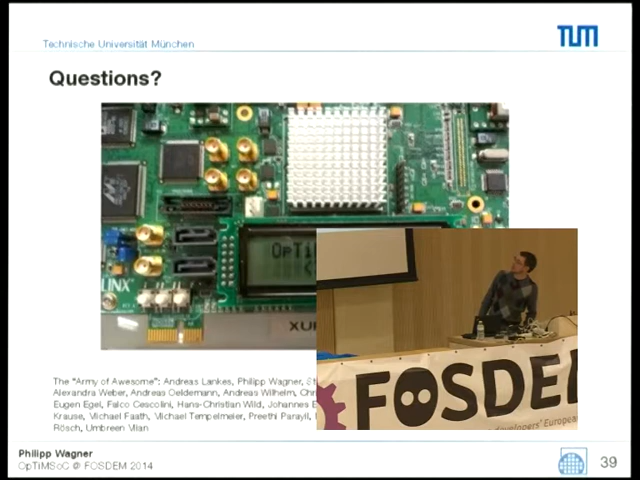 Technische Universität München
TUM
Questions?
OpTi
LINX
XUP
The "Army of Awesome": Andreas Lankes, Philipp Wagner,
Alexandra Weber, Andreas Oeldemann, Andreas Wilhelm,
Eugen Egel, Falco Cescolini, Hans-Christian Wild, Johannes
Krause, Michael Faath, Michael Tempelmeier, Preethi Parayil,
Rösch, Umbreen Mian
FOSDEM
developers' European
Philipp Wagner
OpTiMSoC @ FOSDEM 2014
39